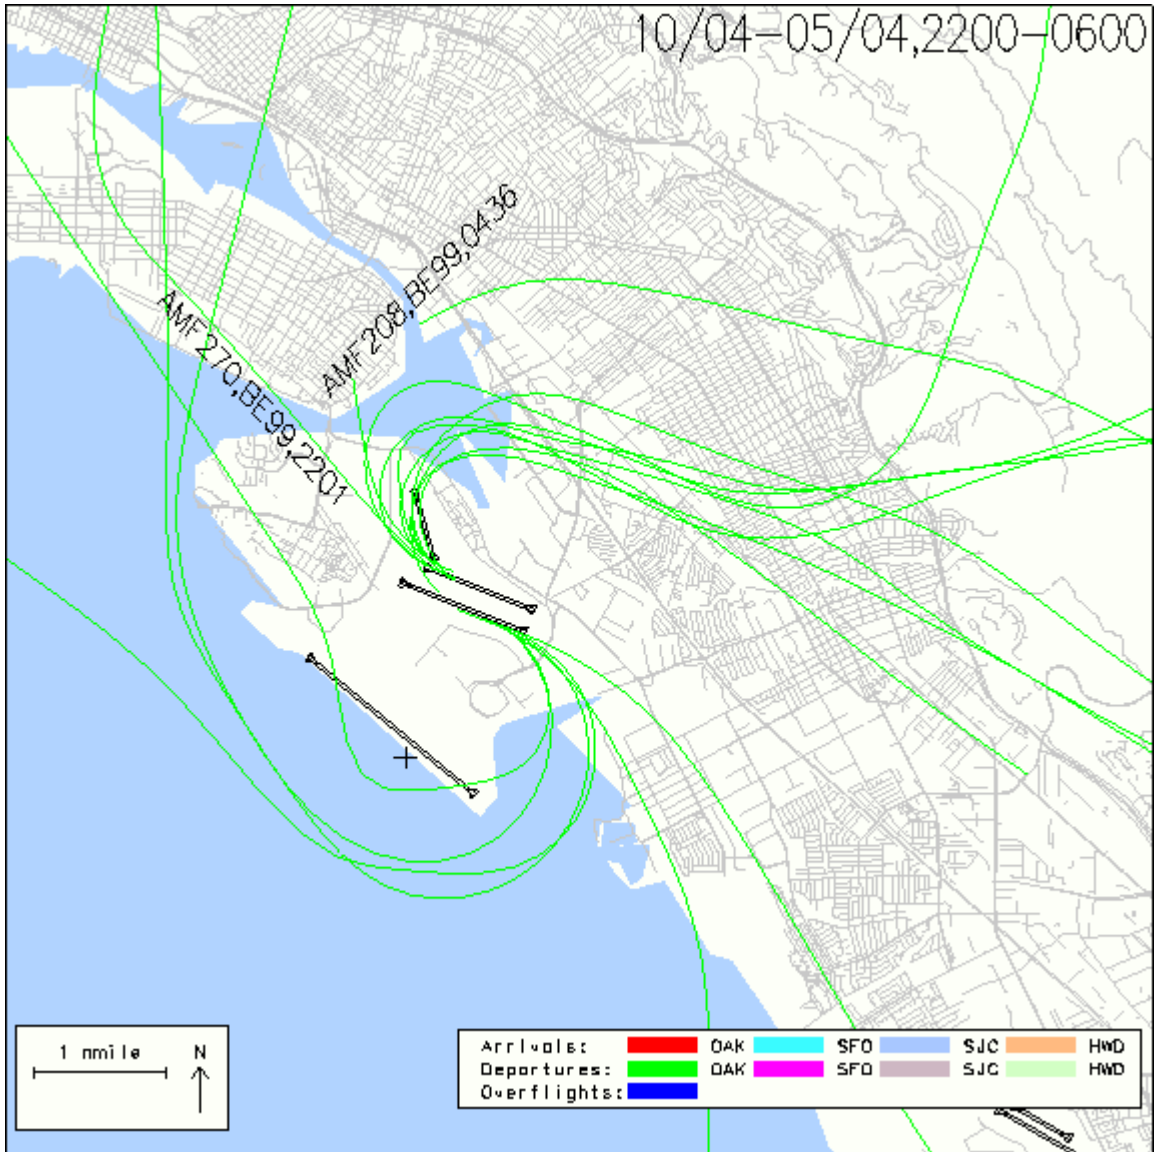 10/04-05/04,2200-0600
AMF208,BE99,0436
AMF270,BE99,2201
1 nmile N
Arrivals: OAK SFO SJC HWD
Departures: OAK SFO SJC HWD
Overflights: